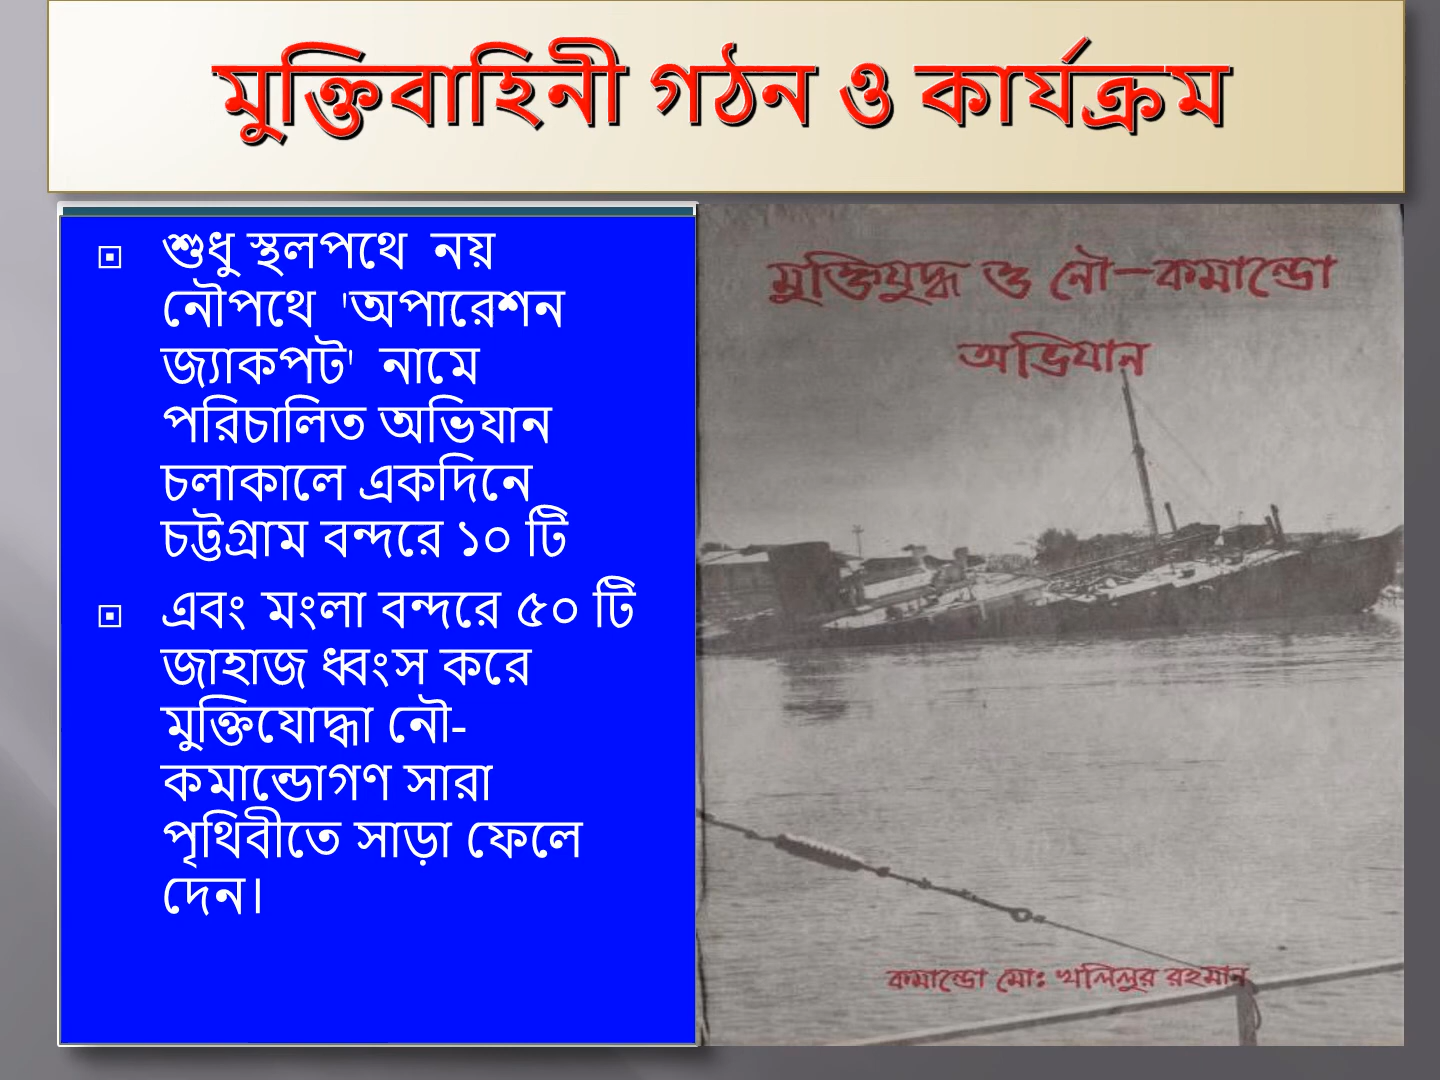 মুক্তিবাহিনী গঠন ও কার্যক্রম
শুধু স্থলপথে নয়
নৌপথে 'অপারেশন
জ্যাকপট' নামে
পরিচালিত অভিযান
চলাকালে একদিনে
চট্টগ্রাম বন্দরে ১০ টি
এবং মংলা বন্দরে ৫০ টি
জাহাজ ধ্বংস করে
মুক্তিযোদ্ধা নৌ-
কমান্ডোগণ সারা
পৃথিবীতে সাড়া ফেলে
দেন।
মুক্তিযুদ্ধ ও নৌ-কমান্ডো
অভিযান
কমান্ডো মোঃ খলিলুর রহমান